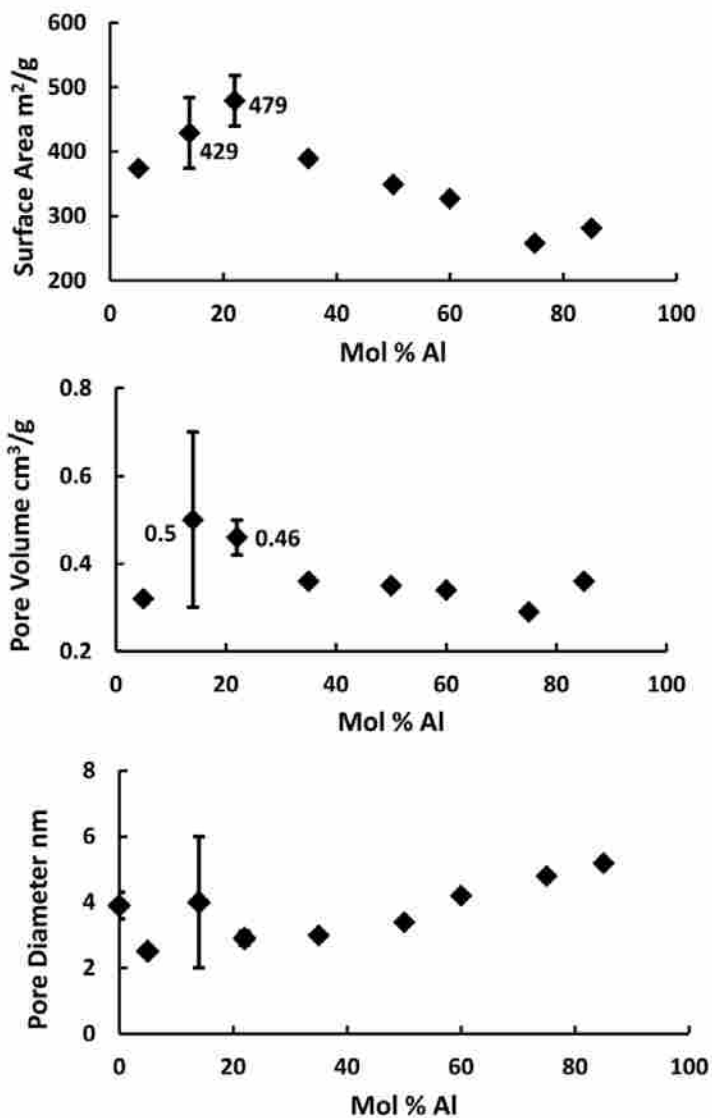 600
500
400
300
200
Surface Area m²/g
479
429
0 20 40 60 80 100
Mol % Al
0.8
0.6
0.4
0.2
Pore Volume cm³/g
0.5
0.46
0 20 40 60 80 100
Mol % Al
8
6
4
2
0
Pore Diameter nm
0 20 40 60 80 100
Mol % Al